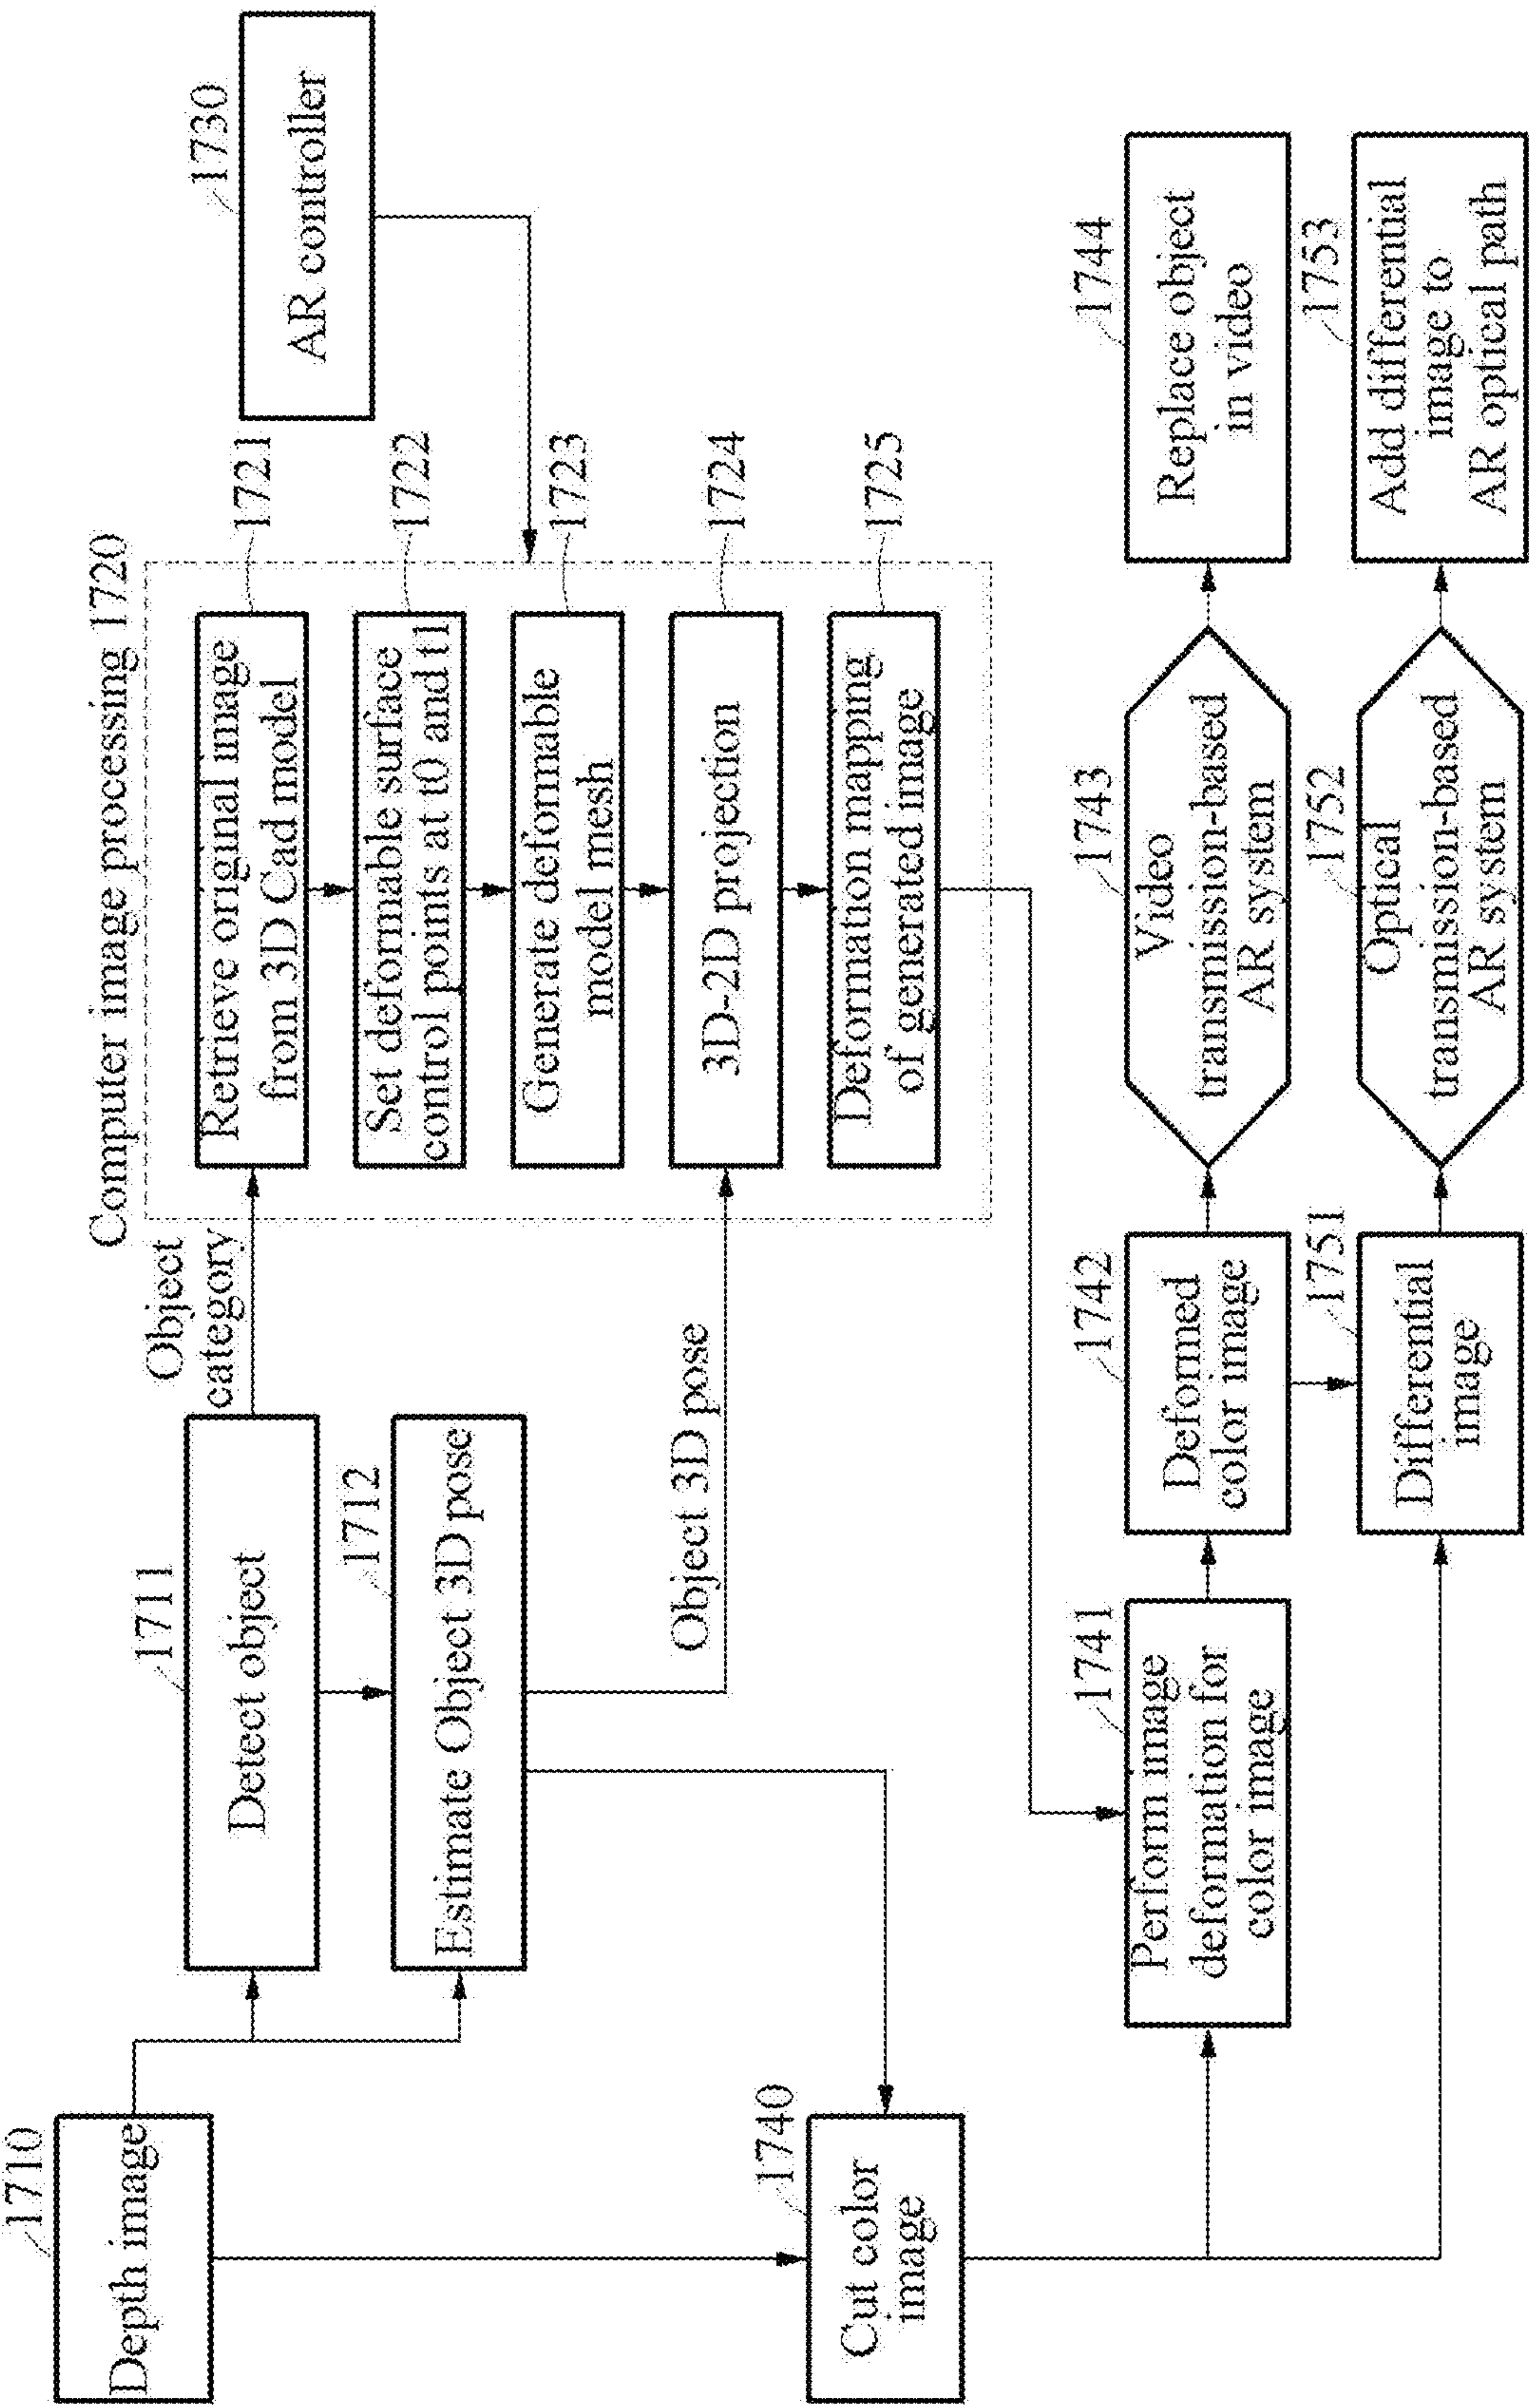 1710
Depth image
1711
Detect object
1712
Estimate Object 3D pose
Object
category
Object 3D pose
Computer image processing 1720
Retrieve original image
from 3D Cad model
1721
Set deformable surface
control points at t0 and t1
1722
Generate deformable
model mesh
1723
3D-2D projection
1724
Deformation mapping
of generated image
1725
1730
AR controller
1740
Cut color
image
1741
Perform image
deformation for
color image
1742
Deformed
color image
1743
Video
transmission-based
AR system
1744
Replace object
in video
1751
Differential
image
1752
Optical
transmission-based
AR system
1753
Add differential
image to
AR optical path